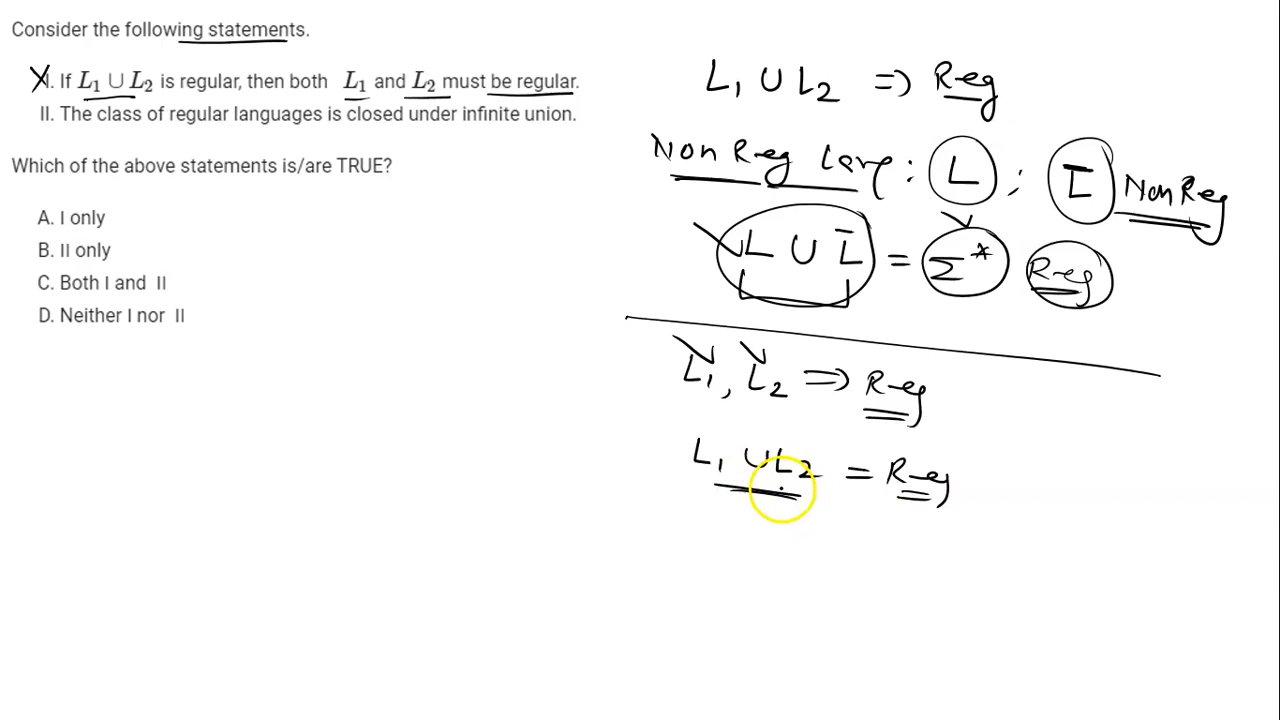 Consider the following statements.
I. If L₁ ∪ L₂ is regular, then both L₁ and L₂ must be regular.
II. The class of regular languages is closed under infinite union.
Which of the above statements is/are TRUE?
A. I only
B. II only
C. Both I and II
D. Neither I nor II
L₁ ∪ L₂ ⇒ Reg
Non Reg : L ; L̅ Non Reg
L ∪ L̅ = Σ* Reg
L₁, L₂ ⇒ Reg
L₁ ∪ L₂ = Reg